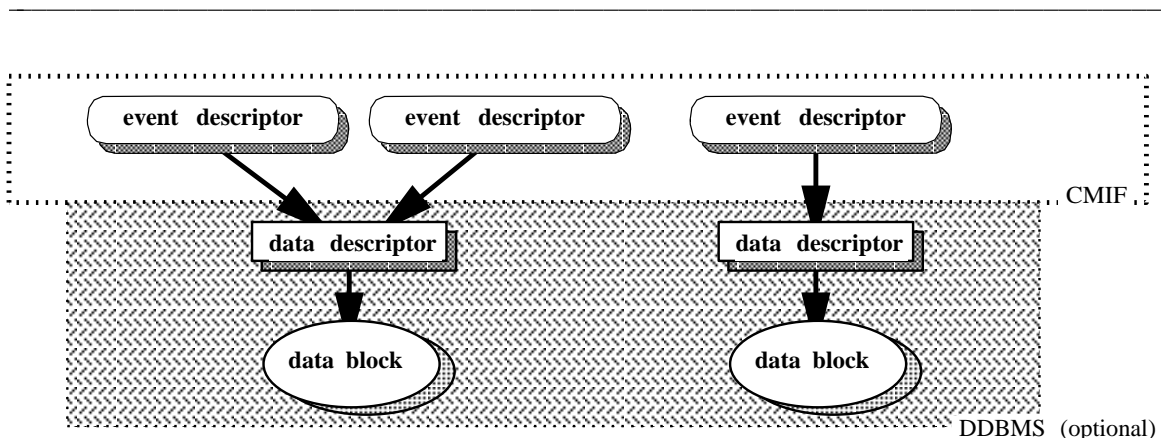 event descriptor
event descriptor
event descriptor
CMIF
data descriptor
data descriptor
data block
data block
DDBMS (optional)